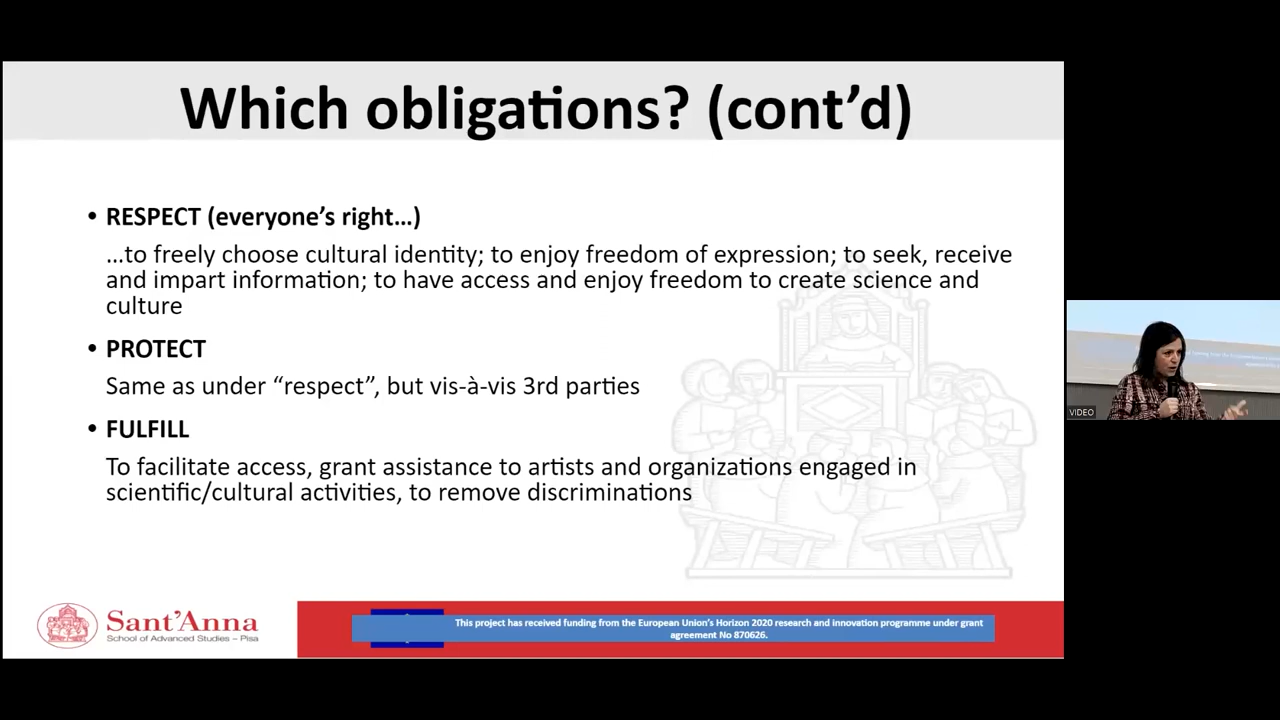 Which obligations? (cont’d)
• RESPECT (everyone’s right…)
…to freely choose cultural identity; to enjoy freedom of expression; to seek, receive
and impart information; to have access and enjoy freedom to create science and
culture
• PROTECT
Same as under “respect”, but vis-à-vis 3rd parties
• FULFILL
To facilitate access, grant assistance to artists and organizations engaged in
scientific/cultural activities, to remove discriminations
Sant’Anna
School of Advanced Studies – Pisa
This project has received funding from the European Union’s Horizon 2020 research and innovation programme under grant
agreement No 870626.
VIDEO